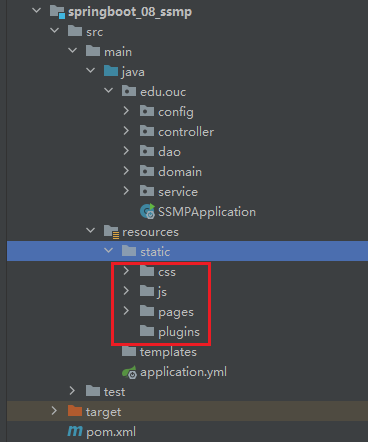 springboot_08_ssmp
src
main
java
edu.ouc
config
controller
dao
domain
service
SSMPApplication
resources
static
css
js
pages
plugins
templates
application.yml
test
target
pom.xml